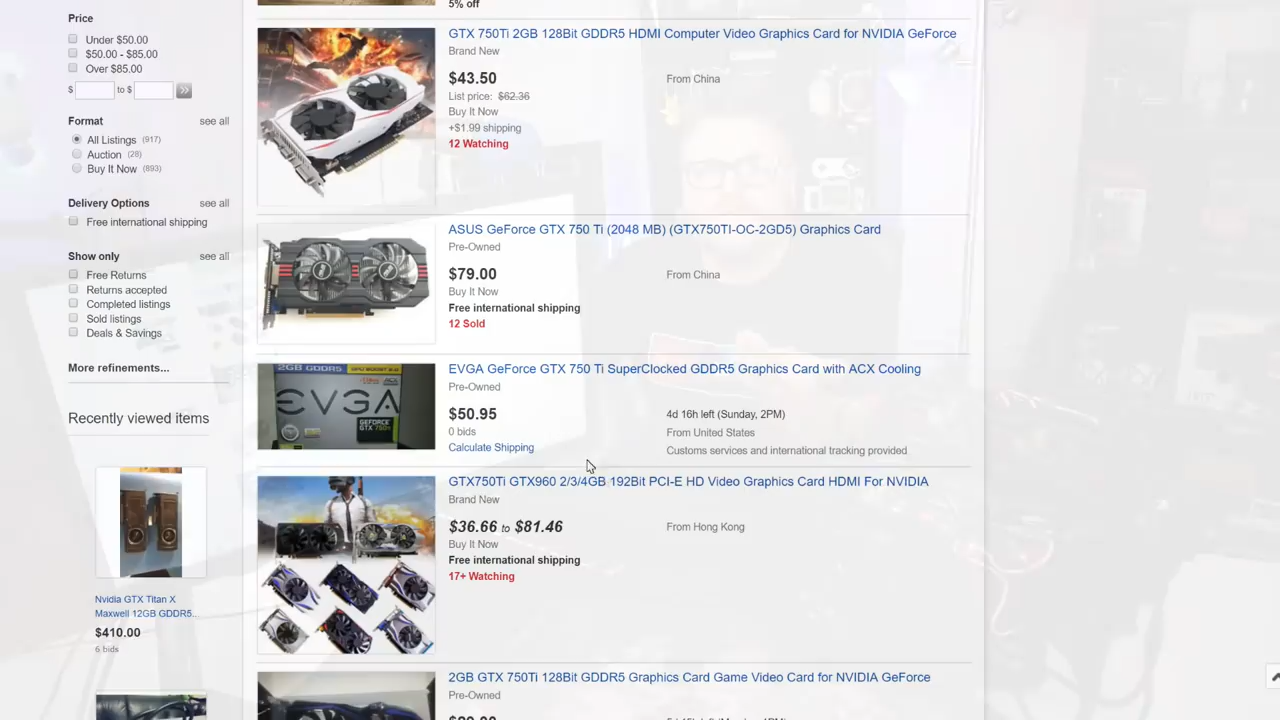 Price
Under $50.00
$50.00 - $85.00
Over $85.00
$ to $ »
Format see all
All Listings (917)
Auction (28)
Buy It Now (893)
Delivery Options see all
Free international shipping
Show only see all
Free Returns
Returns accepted
Completed listings
Sold listings
Deals & Savings
More refinements...
Recently viewed items
Nvidia GTX Titan X
Maxwell 12GB GDDR5...
$410.00
6 bids
5% off
GTX 750Ti 2GB 128Bit GDDR5 HDMI Computer Video Graphics Card for NVIDIA GeForce
Brand New
$43.50 From China
List price: $62.36
Buy It Now
+$1.99 shipping
12 Watching
ASUS GeForce GTX 750 Ti (2048 MB) (GTX750TI-OC-2GD5) Graphics Card
Pre-Owned
$79.00 From China
Buy It Now
Free international shipping
12 Sold
2GB GDDR5
EVGA
GEFORCE
GTX 750Ti
EVGA GeForce GTX 750 Ti SuperClocked GDDR5 Graphics Card with ACX Cooling
Pre-Owned
$50.95 4d 16h left (Sunday, 2PM)
0 bids From United States
Calculate Shipping Customs services and international tracking provided
GTX750Ti GTX960 2/3/4GB 192Bit PCI-E HD Video Graphics Card HDMI For NVIDIA
Brand New
$36.66 to $81.46 From Hong Kong
Buy It Now
Free international shipping
17+ Watching
2GB GTX 750Ti 128Bit GDDR5 Graphics Card Game Video Card for NVIDIA GeForce
Pre-Owned